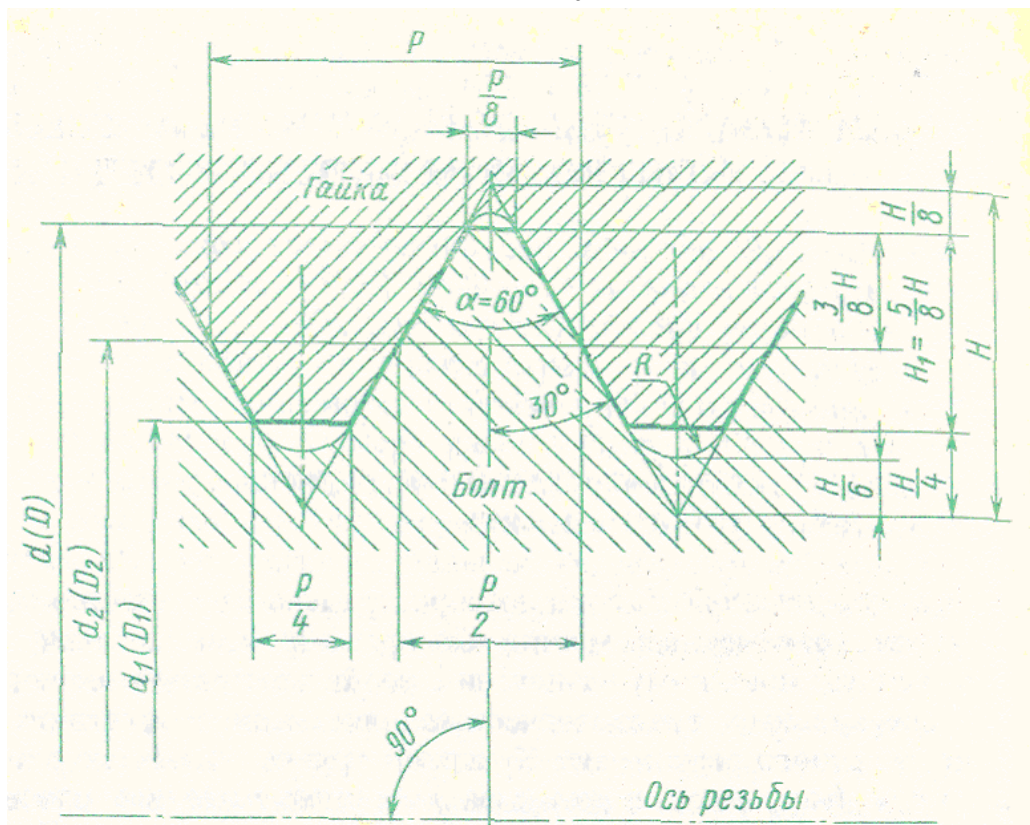 P
P/8
Гайка
H/8
α=60°
3/8 H
H₁ = 5/8 H
H
R
30°
Болт
H/6
H/4
d(D)
d₂(D₂)
d₁(D₁)
P/4
P/2
90°
Ось резьбы